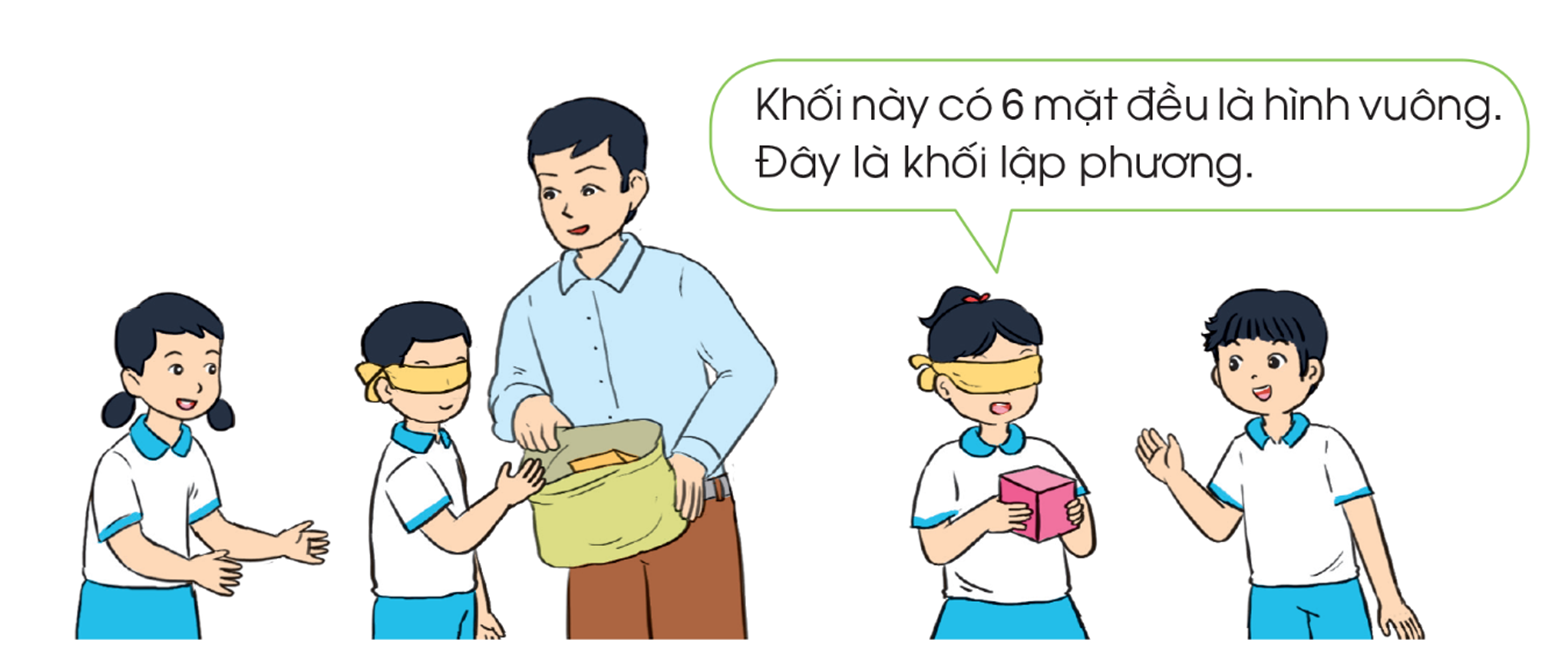 Khối này có 6 mặt đều là hình vuông.
Đây là khối lập phương.